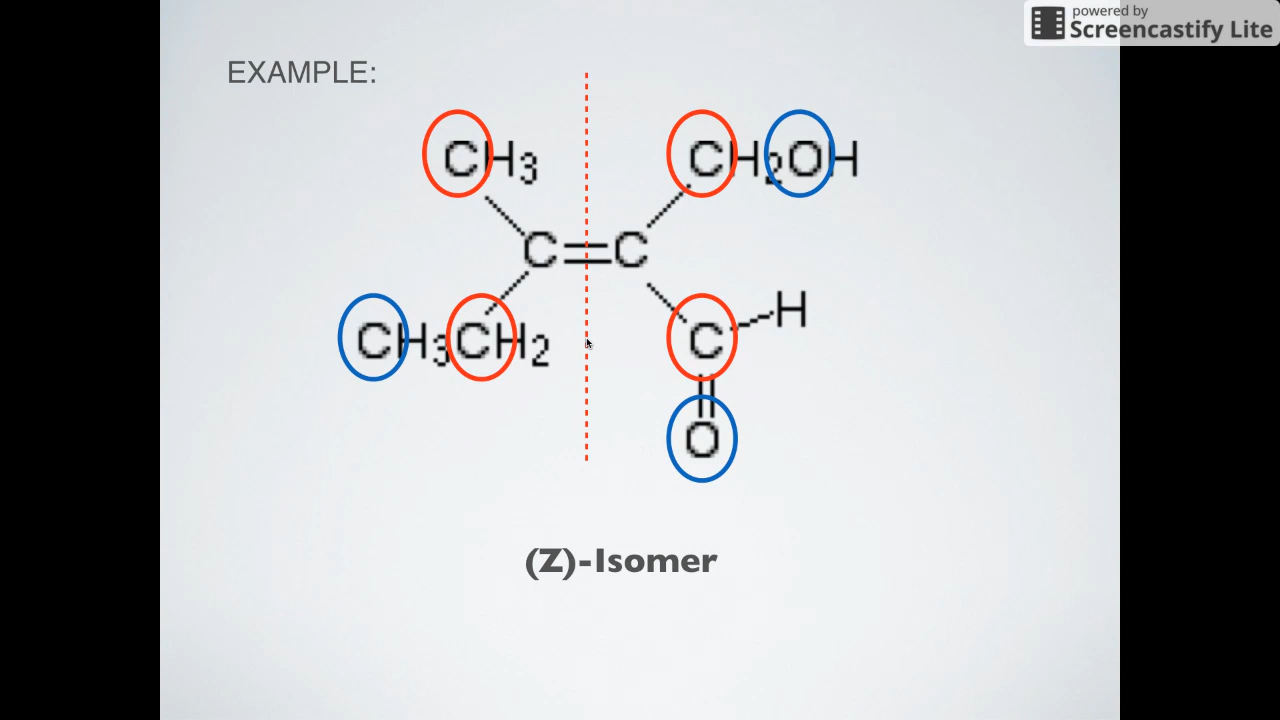 powered by
Screencastify Lite
EXAMPLE:
CH3 CH2OH
C=C
H
CH3CH2 C
O
(Z)-Isomer